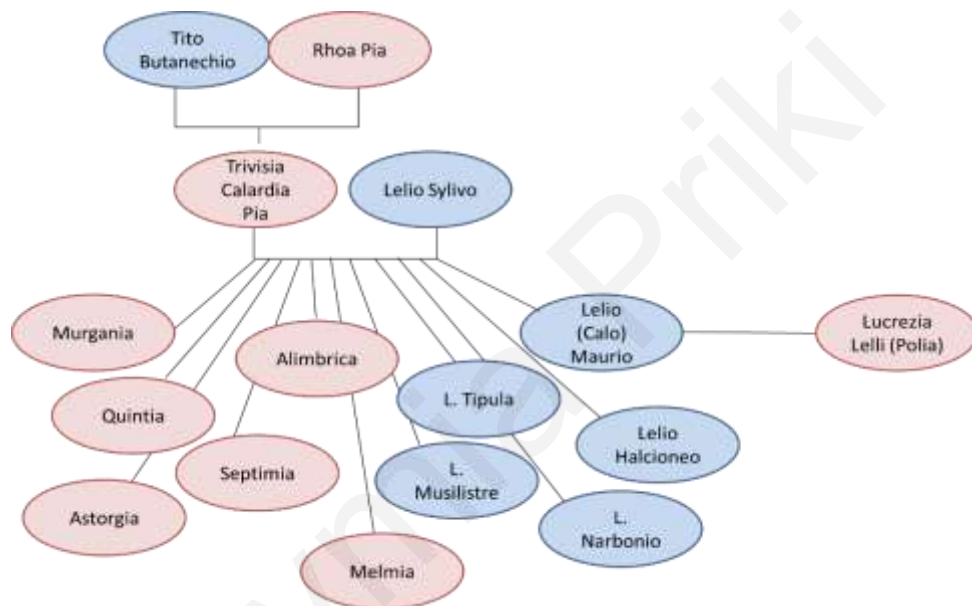 Tito
Butanechio
Rhoa Pia
Trivisia
Calardia
Pia
Lelio Sylivo
Murgania
Alimbrica
Lelio
(Calo)
Maurio
Lucrezia
Lelli (Polia)
Quintia
L. Tipula
Septimia
L.
Musilistre
Lelio
Halcioneo
Astorgia
L.
Narbonio
Melmia